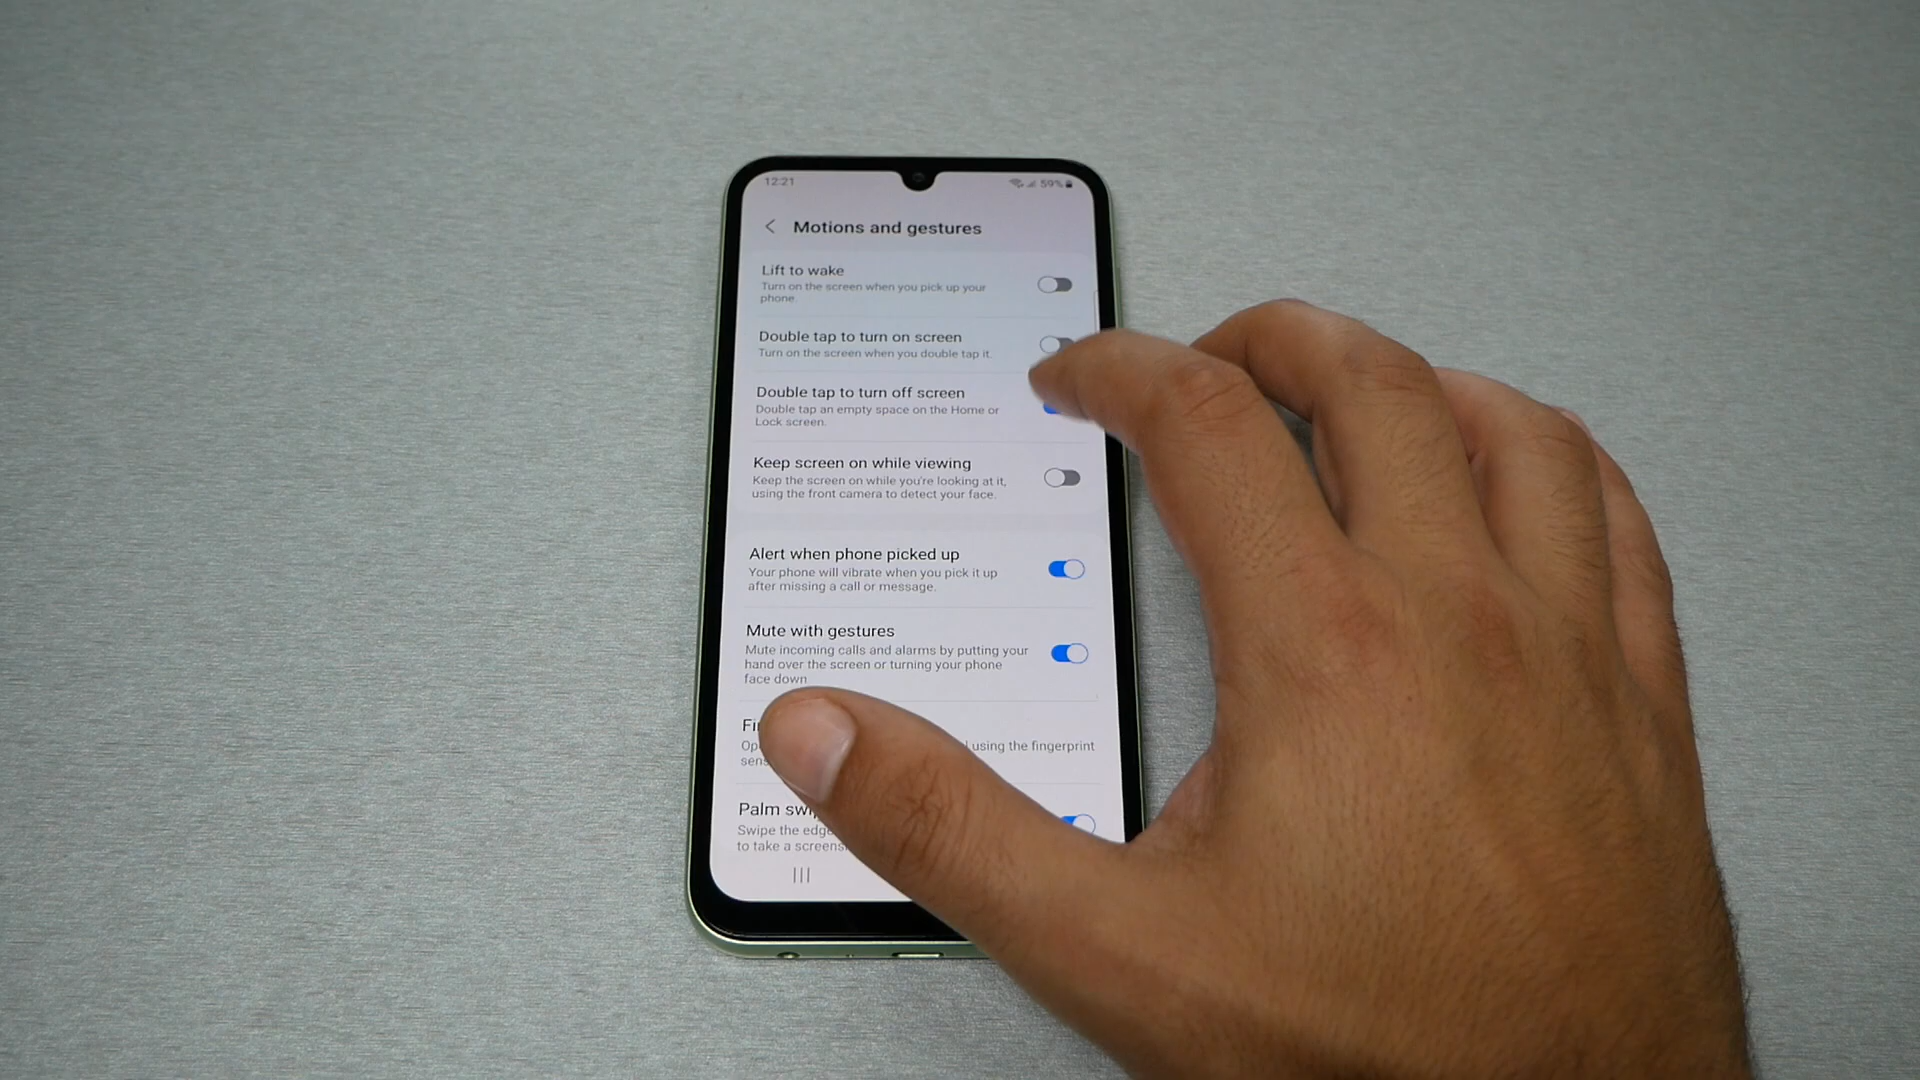 12:21
59%
Motions and gestures
Lift to wake
Turn on the screen when you pick up your
phone.
Double tap to turn on screen
Turn on the screen when you double tap it.
Double tap to turn off screen
Double tap an empty space on the Home or
Lock screen.
Keep screen on while viewing
Keep the screen on while you're looking at it,
using the front camera to detect your face.
Alert when phone picked up
Your phone will vibrate when you pick it up
after missing a call or message.
Mute with gestures
Mute incoming calls and alarms by putting your
hand over the screen or turning your phone
face down
using the fingerprint
Palm
Swipe the edge
to take a